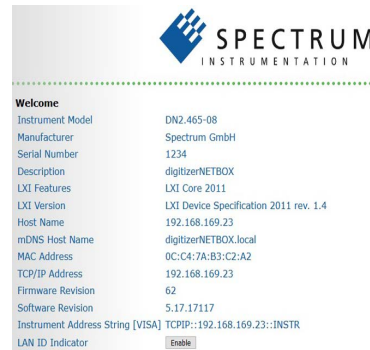 SPECTRUM
INSTRUMENTATION
Welcome
Instrument Model DN2.465-08
Manufacturer Spectrum GmbH
Serial Number 1234
Description digitizerNETBOX
LXI Features LXI Core 2011
LXI Version LXI Device Specification 2011 rev. 1.4
Host Name 192.168.169.23
mDNS Host Name digitizerNETBOX.local
MAC Address 0C:C4:7A:B3:C2:A2
TCP/IP Address 192.168.169.23
Firmware Revision 62
Software Revision 5.17.17117
Instrument Address String [VISA] TCPIP::192.168.169.23::INSTR
LAN ID Indicator Enable